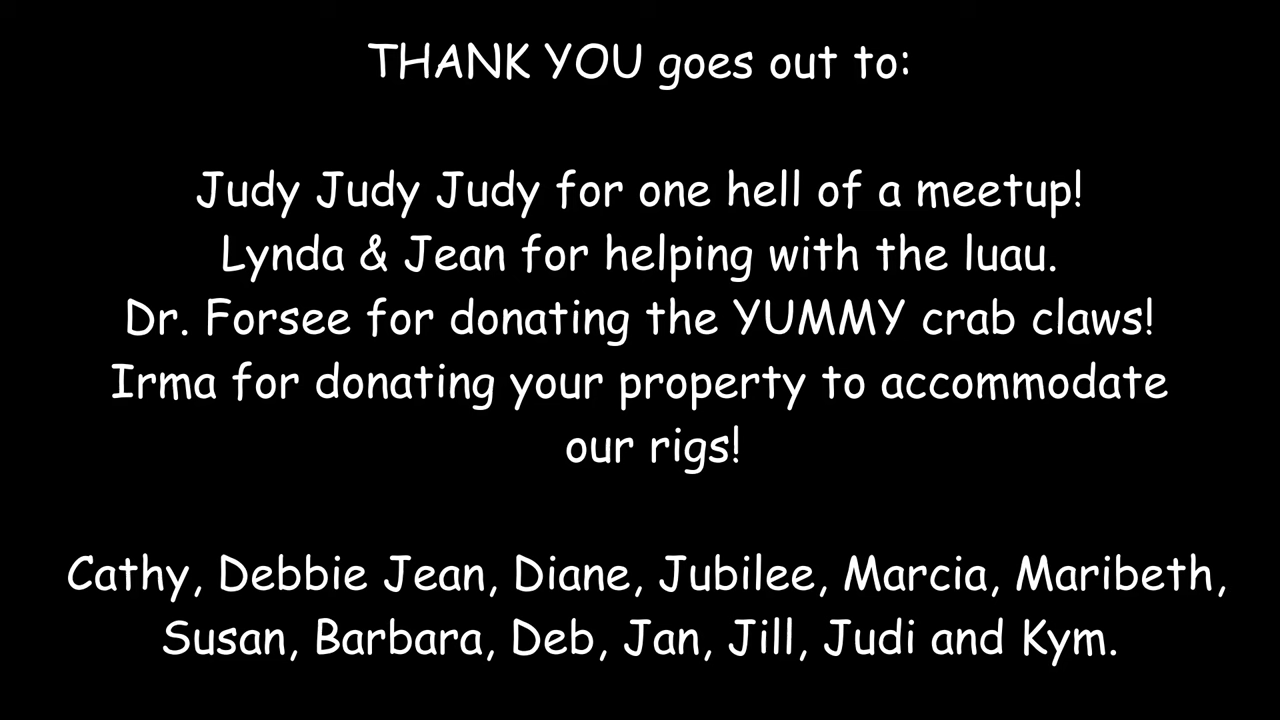 THANK YOU goes out to:
Judy Judy Judy for one hell of a meetup!
Lynda & Jean for helping with the luau.
Dr. Forsee for donating the YUMMY crab claws!
Irma for donating your property to accommodate
our rigs!
Cathy, Debbie Jean, Diane, Jubilee, Marcia, Maribeth,
Susan, Barbara, Deb, Jan, Jill, Judi and Kym.